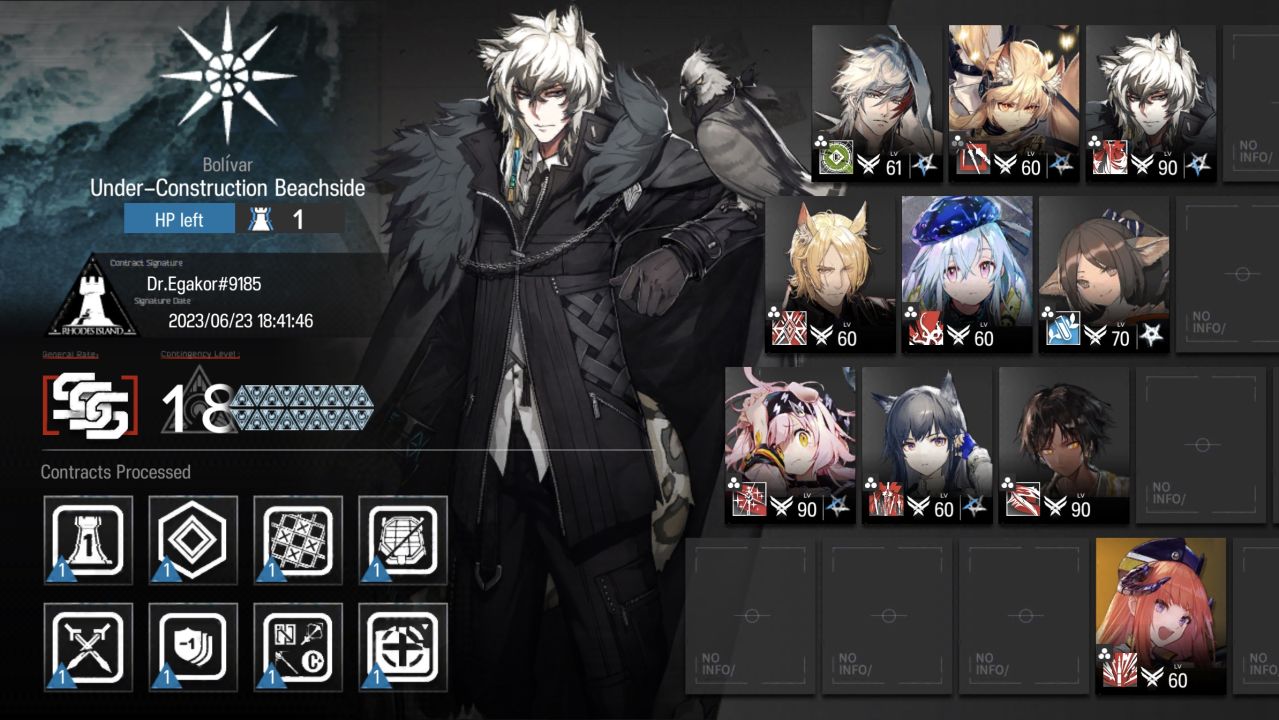 Bolívar
Under-Construction Beachside
HP left
1
Contract Signature
Dr.Egakor#9185
Signature Date
2023/06/23 18:41:46
RHODES ISLAND
General Rate:
Contingency Level:
SSS
18
Contracts Processed
1
1
1
1
1
1
-1
1
1
1
LV
61
LV
60
LV
90
NO
INFO/
LV
60
LV
60
LV
70
NO
INFO/
LV
90
LV
60
LV
90
NO
INFO/
NO
INFO/
NO
INFO/
NO
INFO/
LV
60
NO
INFO/